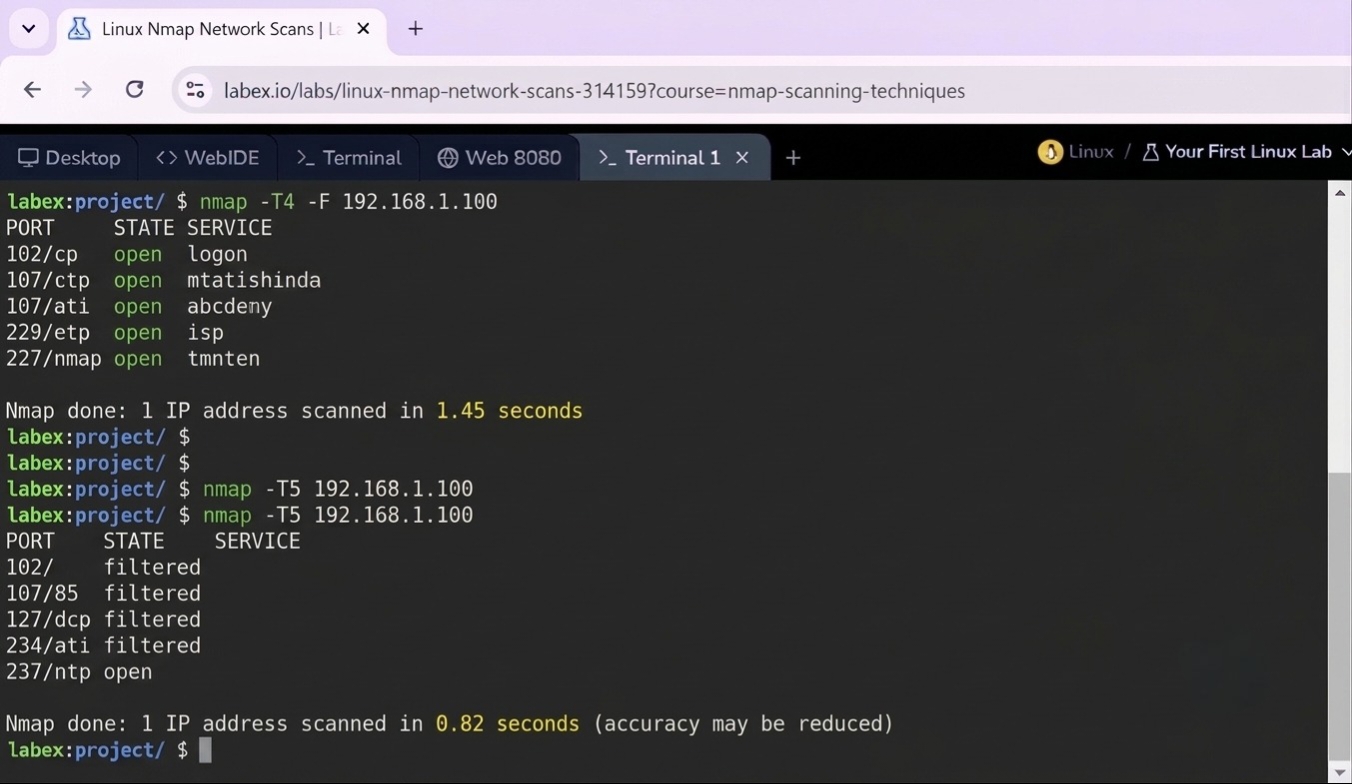 Linux Nmap Network Scans | La
labex.io/labs/linux-nmap-network-scans-314159?course=nmap-scanning-techniques
Desktop <> WebIDE >_ Terminal Web 8080 >_ Terminal 1 × + Linux / Your First Linux Lab
labex:project/ $ nmap -T4 -F 192.168.1.100
PORT STATE SERVICE
102/cp open logon
107/ctp open mtatishinda
107/ati open abcdemy
229/etp open isp
227/nmap open tmnten
Nmap done: 1 IP address scanned in 1.45 seconds
labex:project/ $
labex:project/ $
labex:project/ $ nmap -T5 192.168.1.100
labex:project/ $ nmap -T5 192.168.1.100
PORT STATE SERVICE
102/ filtered
107/85 filtered
127/dcp filtered
234/ati filtered
237/ntp open
Nmap done: 1 IP address scanned in 0.82 seconds (accuracy may be reduced)
labex:project/ $